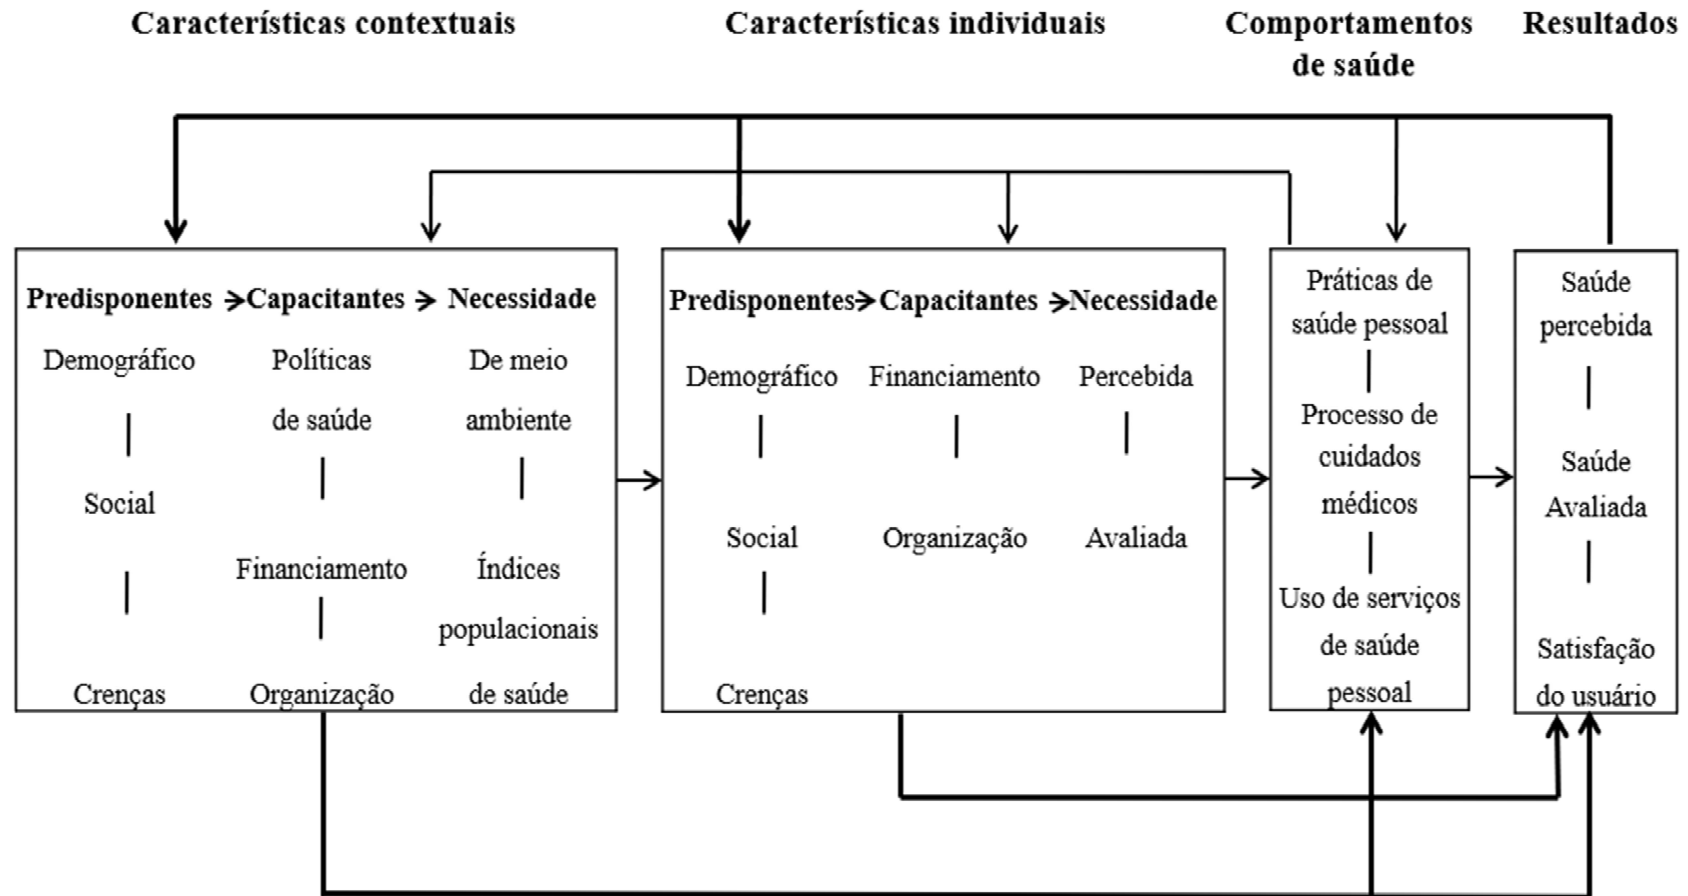 Características contextuais
Características individuais
Comportamentos
de saúde
Resultados
Predisponentes
Capacitantes
Necessidade
Demográfico
Social
Crenças
Políticas
de saúde
Financiamento
Organização
De meio
ambiente
Índices
populacionais
de saúde
Predisponentes
Capacitantes
Necessidade
Demográfico
Social
Crenças
Financiamento
Organização
Percebida
Avaliada
Práticas de
saúde pessoal
Processo de
cuidados
médicos
Uso de serviços
de saúde
pessoal
Saúde
percebida
Saúde
Avaliada
Satisfação
do usuário